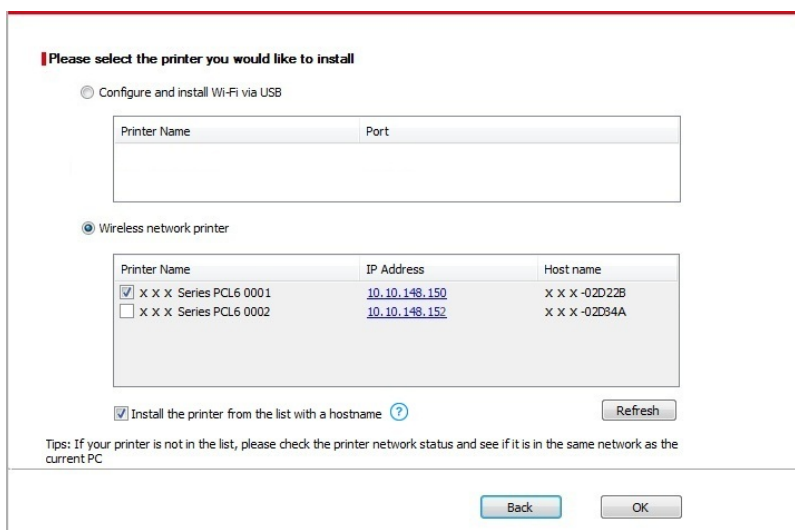 Please select the printer you would like to install
Configure and install Wi-Fi via USB
Printer Name Port
Wireless network printer
Printer Name IP Address Host name
X X X Series PCL6 0001 10.10.148.150 X X X -02D22B
X X X Series PCL6 0002 10.10.148.152 X X X -02D34A
Install the printer from the list with a hostname ? Refresh
Tips: If your printer is not in the list, please check the printer network status and see if it is in the same network as the
current PC
Back OK